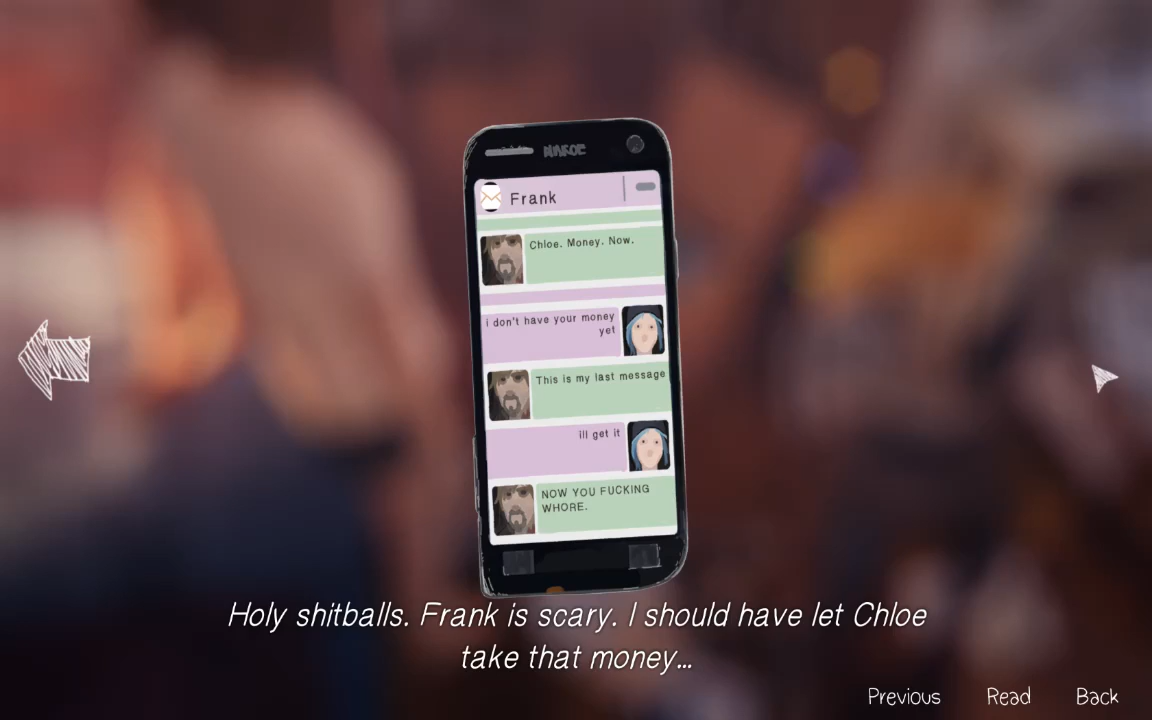 Frank
Chloe. Money. Now.
i don't have your money
yet
This is my last message
ill get it
NOW YOU FUCKING
WHORE.
Holy shitballs. Frank is scary. I should have let Chloe
take that money...
Previous Read Back